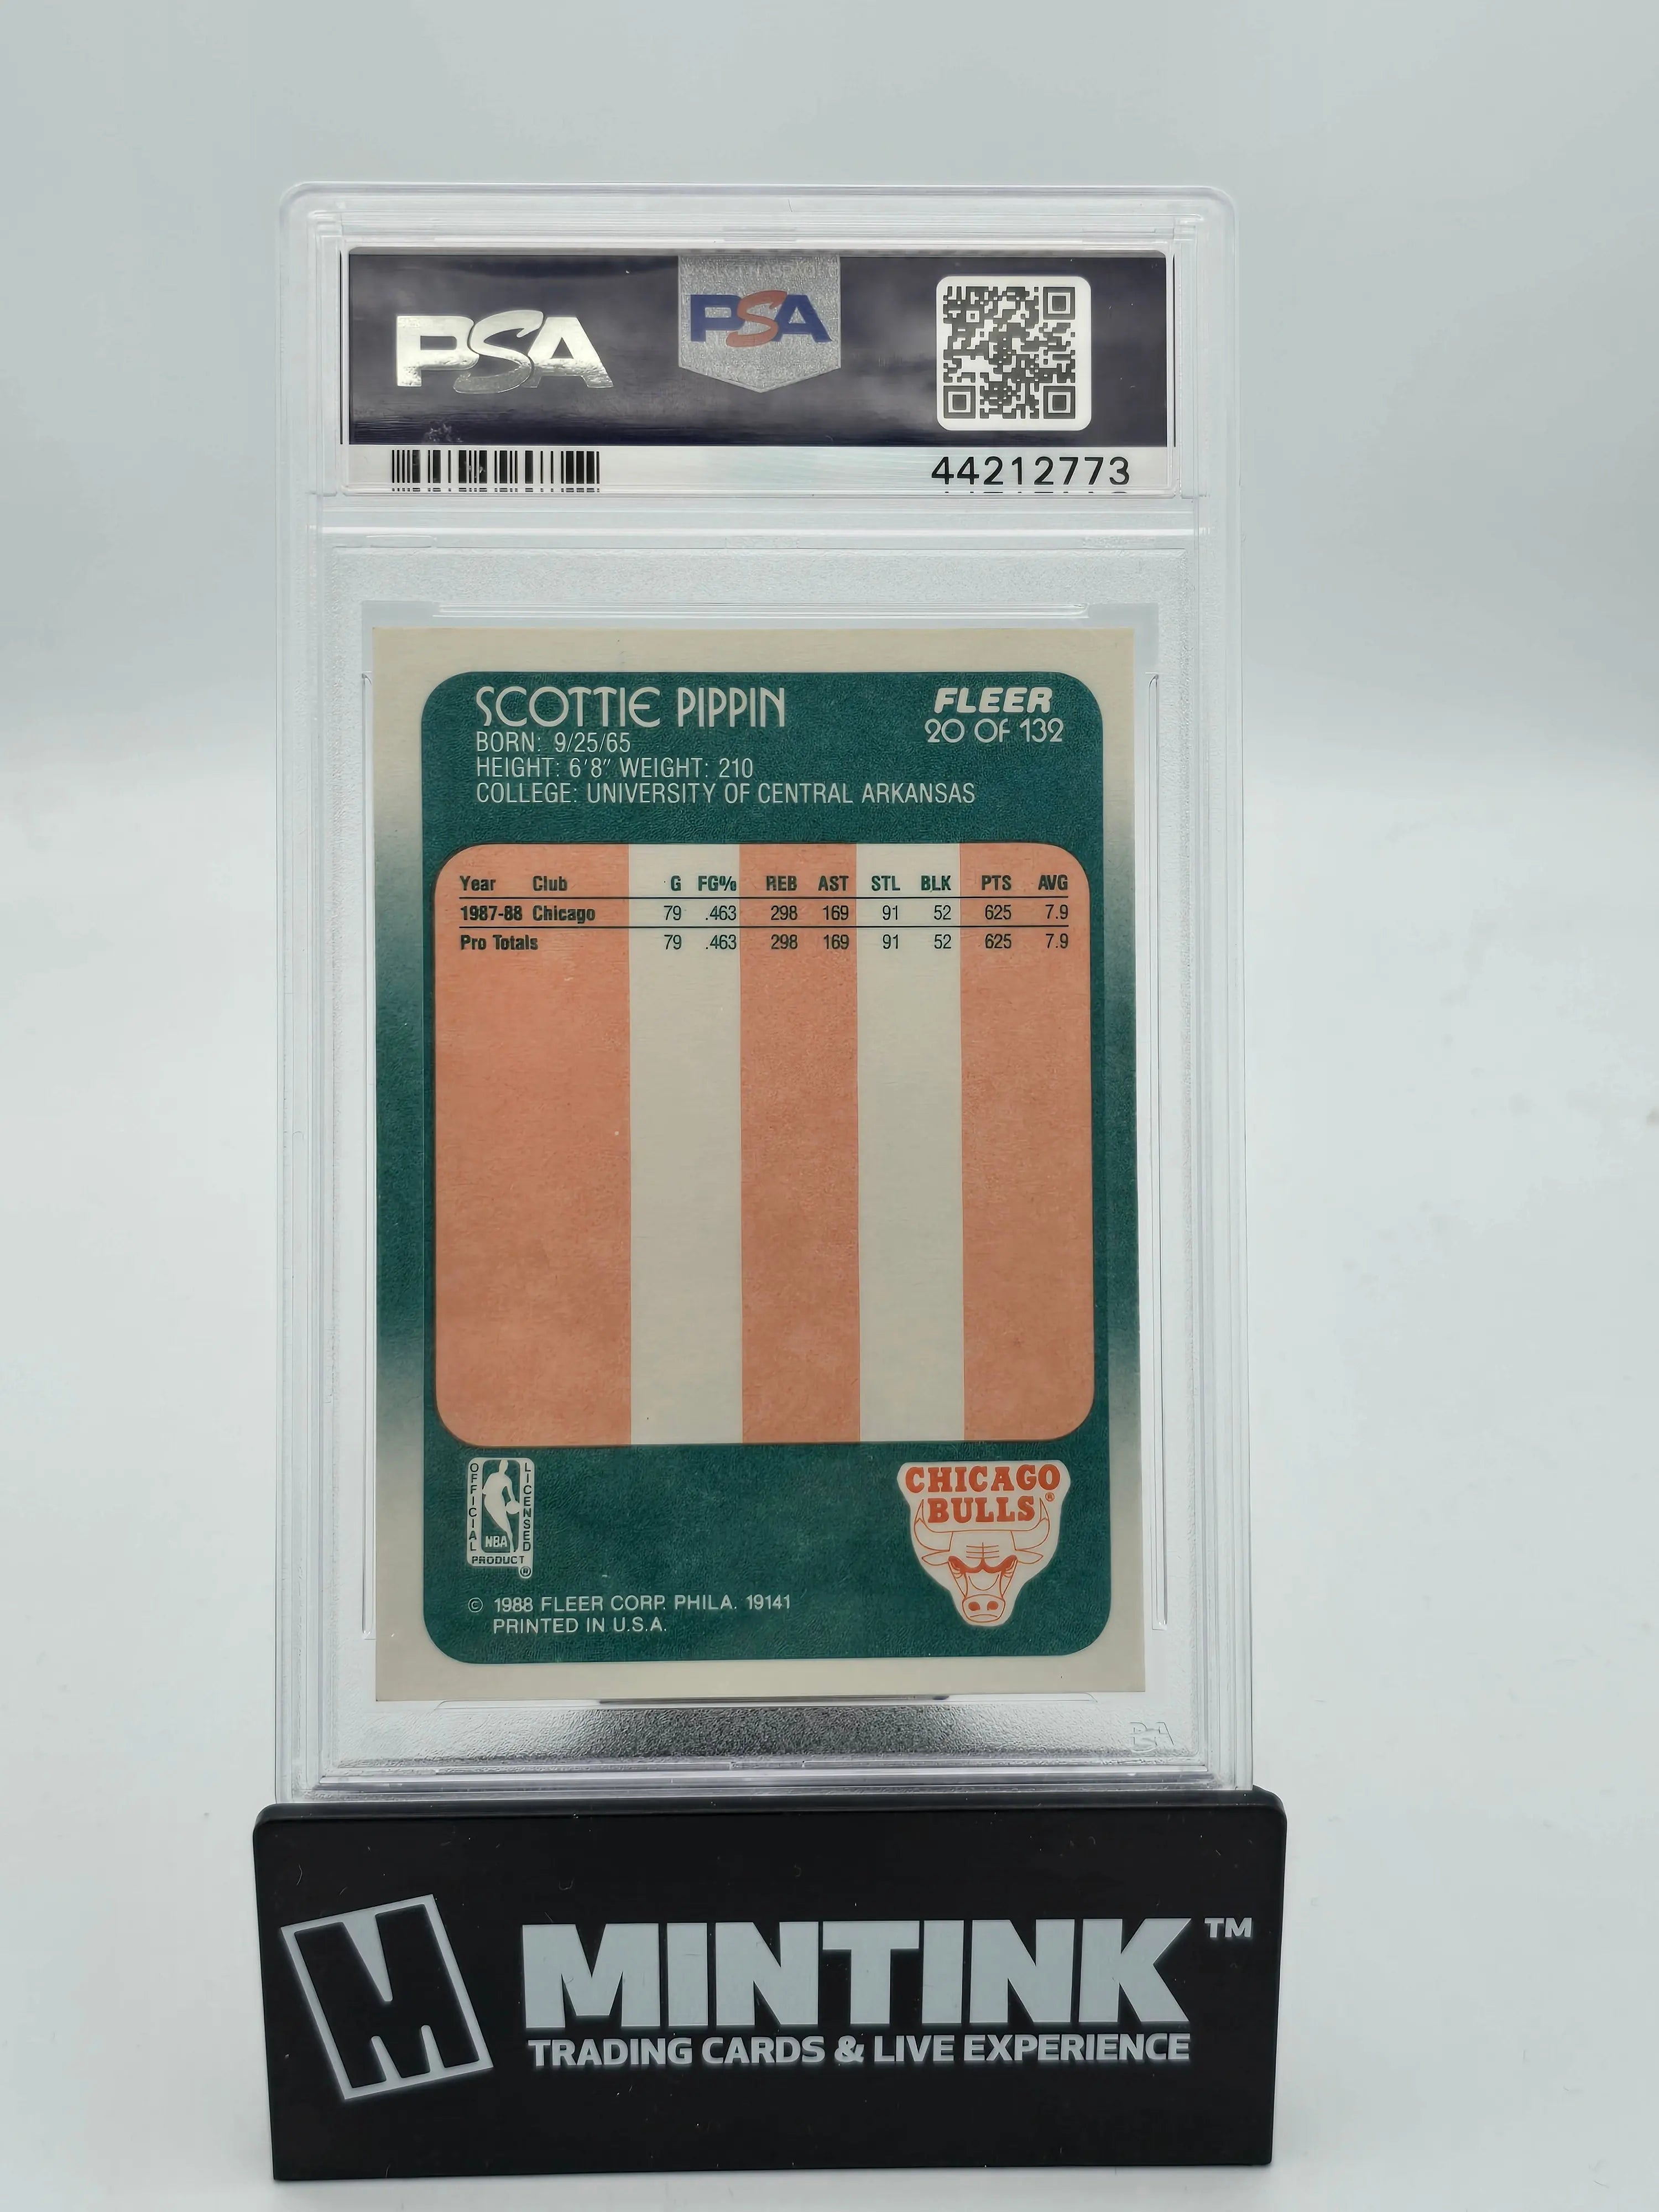 PSA
PSA
44212773
SCOTTIE PIPPIN
FLEER
20 OF 132
BORN: 9/25/65
HEIGHT: 6'8" WEIGHT: 210
COLLEGE: UNIVERSITY OF CENTRAL ARKANSAS
Year Club G FG% REB AST STL BLK PTS AVG
1987-88 Chicago 79 .463 298 169 91 52 625 7.9
Pro Totals 79 .463 298 169 91 52 625 7.9
OFFICIAL LICENSED
NBA
PRODUCT ®
CHICAGO
BULLS ®
© 1988 FLEER CORP. PHILA. 19141
PRINTED IN U.S.A.
PSA
M MINTINK ™
TRADING CARDS & LIVE EXPERIENCE